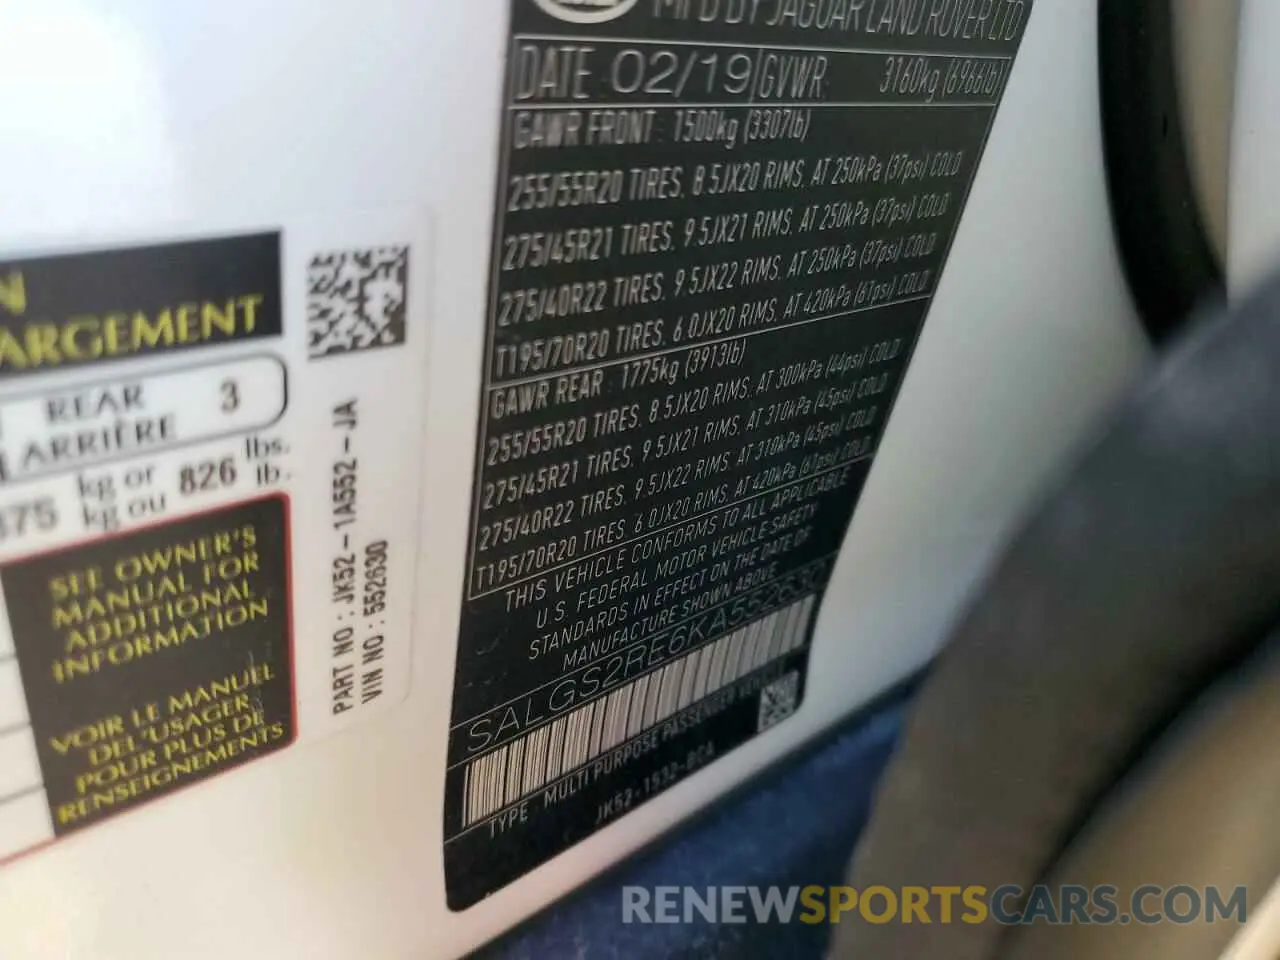 MFD BY JAGUAR LAND ROVER LTD
DATE 02/19 GVWR: 3160kg (6966lb)
GAWR FRONT : 1500kg (3307lb)
255/55R20 TIRES. 8.5JX20 RIMS. AT 250kPa (37psi) COLD
275/45R21 TIRES. 9.5JX21 RIMS. AT 250kPa (37psi) COLD
275/40R22 TIRES. 9.5JX22 RIMS. AT 250kPa (37psi) COLD
T195/70R20 TIRES. 6.0JX20 RIMS. AT 420kPa (61psi) COLD
GAWR REAR : 1775kg (3913lb)
255/55R20 TIRES. 8.5JX20 RIMS. AT 300kPa (44psi) COLD
275/45R21 TIRES. 9.5JX21 RIMS. AT 310kPa (45psi) COLD
275/40R22 TIRES. 9.5JX22 RIMS. AT 310kPa (45psi) COLD
T195/70R20 TIRES. 6.0JX20 RIMS. AT 420kPa (61psi) COLD
THIS VEHICLE CONFORMS TO ALL APPLICABLE
U.S. FEDERAL MOTOR VEHICLE SAFETY
STANDARDS IN EFFECT ON THE DATE OF
MANUFACTURE SHOWN ABOVE
SALGS2RE6KA552630
TYPE MULTI PURPOSE PASSENGER
N
ARGEMENT
REAR 3
ARRIÈRE
375 kg or 826 lbs.
kg ou lb.
SEE OWNER'S
MANUAL FOR
ADDITIONAL
INFORMATION
VOIR LE MANUEL
DEL'USAGER
POUR PLUS DE
RENSEIGNEMENTS
PART NO : JK52-1A552-JA
VIN NO : 552630
RENEWSPORTSCARS.COM